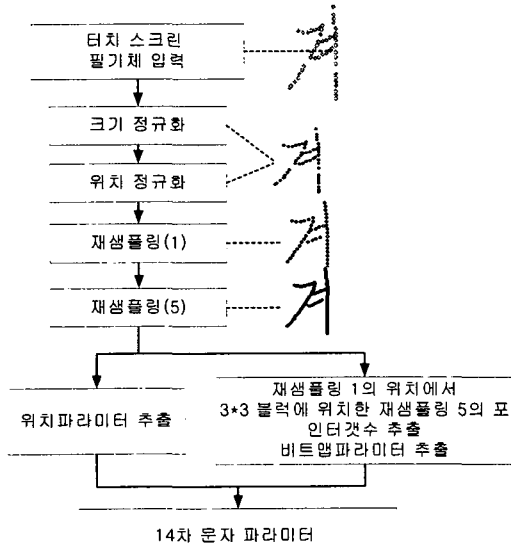 터치 스크린
필기체 입력
크기 정규화
위치 정규화
재샘플링(1)
재샘플링(5)
위치파라미터 추출
재샘플링 1의 위치에서
3*3 블럭에 위치한 재샘플링 5의 포
인터갯수 추출
비트맵파라미터 추출
14차 문자 파라미터